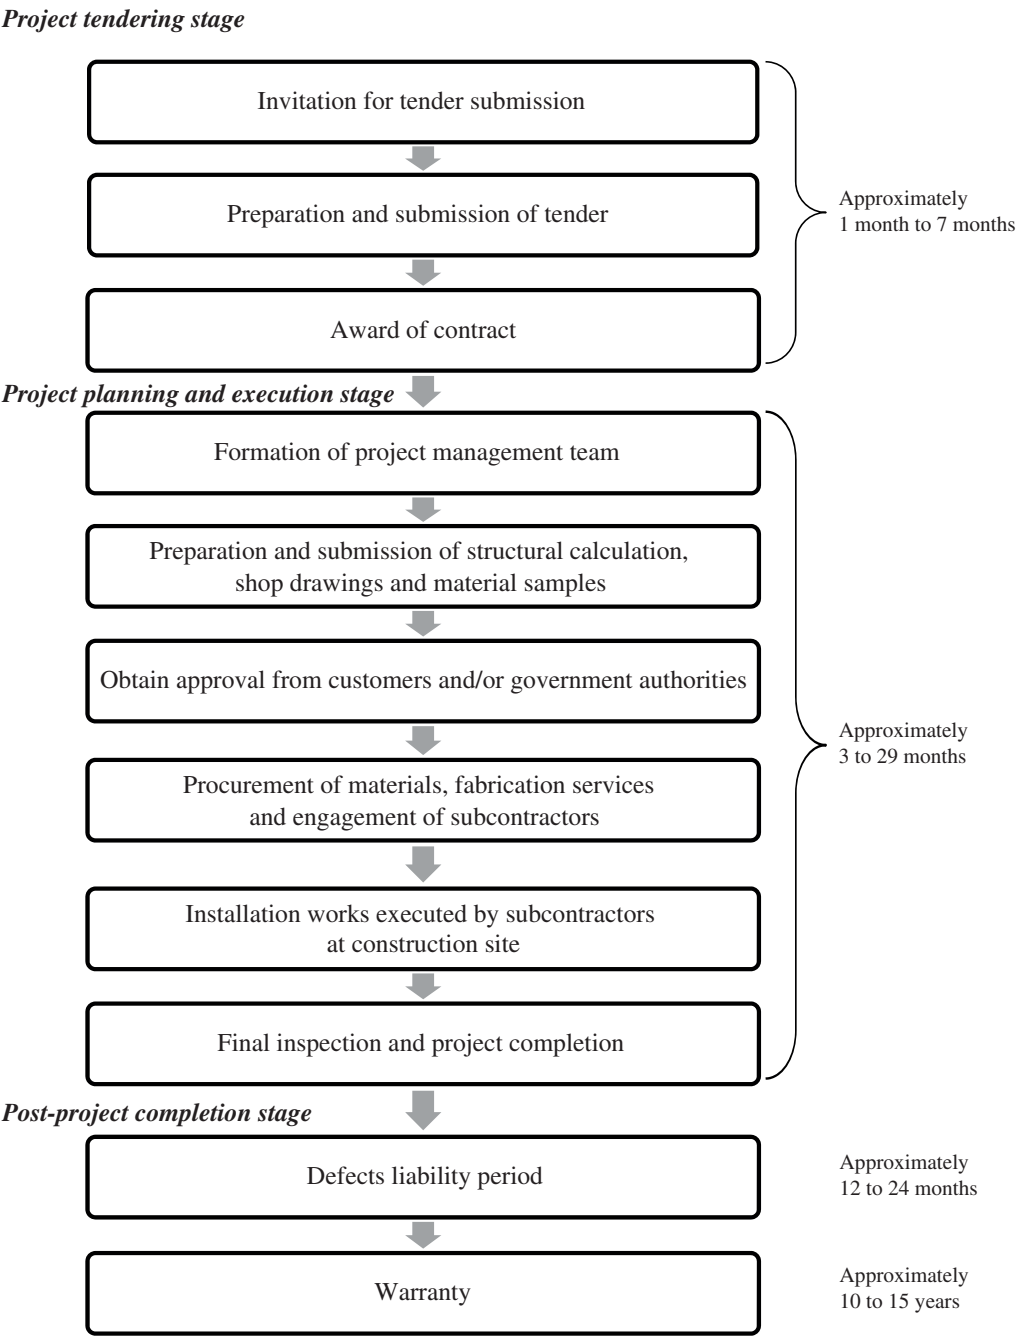 Project tendering stage
Invitation for tender submission
Preparation and submission of tender
Approximately
1 month to 7 months
Award of contract
Project planning and execution stage
Formation of project management team
Preparation and submission of structural calculation,
shop drawings and material samples
Obtain approval from customers and/or government authorities
Approximately
3 to 29 months
Procurement of materials, fabrication services
and engagement of subcontractors
Installation works executed by subcontractors
at construction site
Final inspection and project completion
Post-project completion stage
Defects liability period
Approximately
12 to 24 months
Warranty
Approximately
10 to 15 years